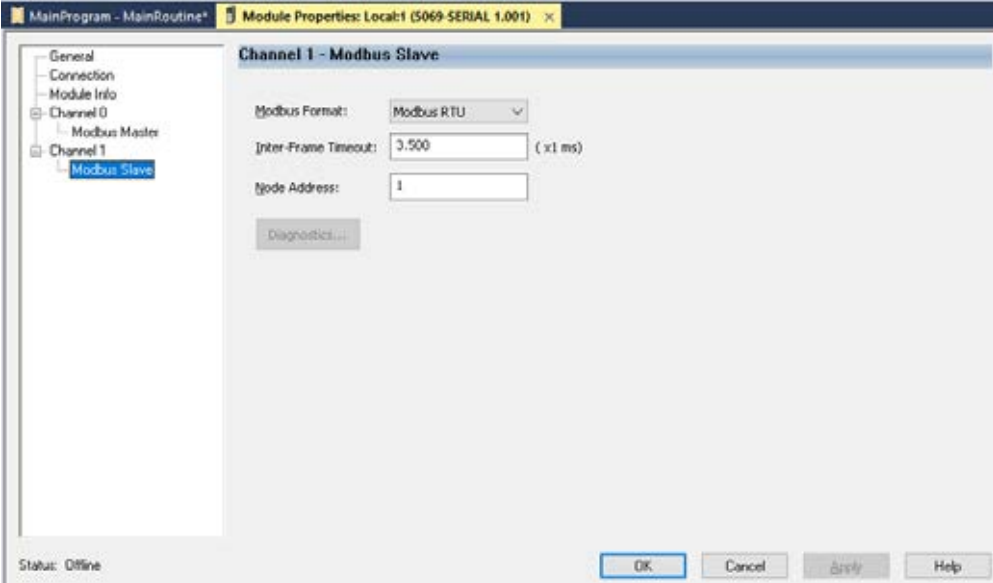 MainProgram - MainRoutine* Module Properties: Local:1 (5069-SERIAL 1.001) ×
General
Connection
Module Info
Channel 0
Modbus Master
Channel 1
Modbus Slave
Channel 1 - Modbus Slave
Modbus Format: Modbus RTU
Inter-Frame Timeout: 3.500 ( x1 ms)
Node Address: 1
Diagnostics...
Status: Offline
OK Cancel Apply Help